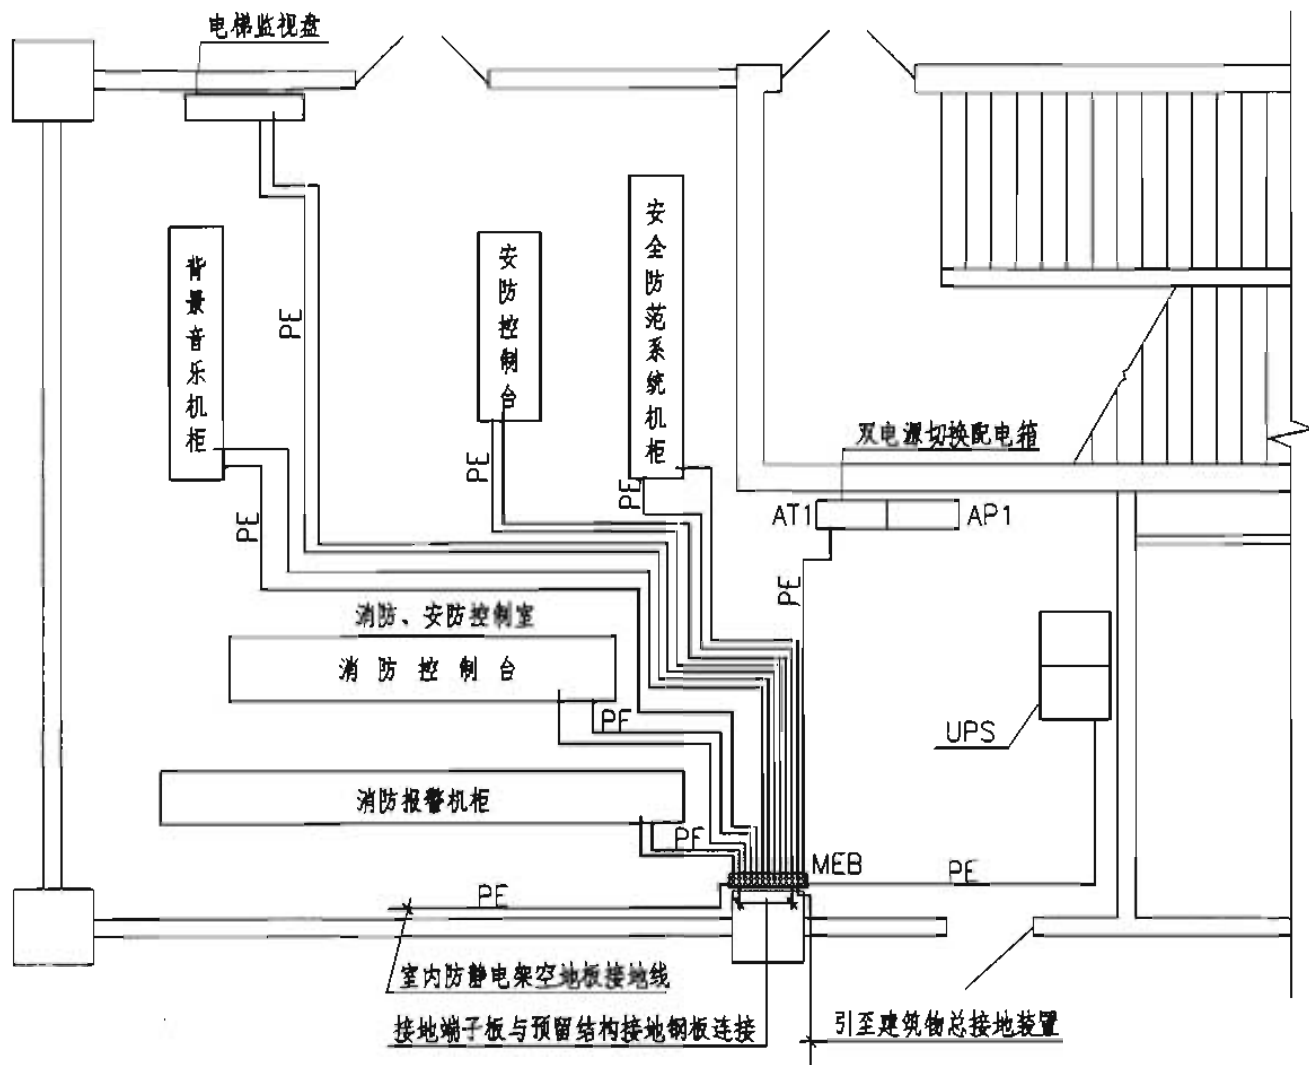 电梯监视盘
背景音乐机柜
PE
安防控制台
安全防范系统机柜
PE
PE
PE
双电源切换配电箱
AT1
AP1
PE
消防、安防控制室
消防控制台
PE
UPS
消防报警机柜
PE
MEB
PE
PE
室内防静电架空地板接地线
接地端子板与预留结构接地钢板连接
引至建筑物总接地装置